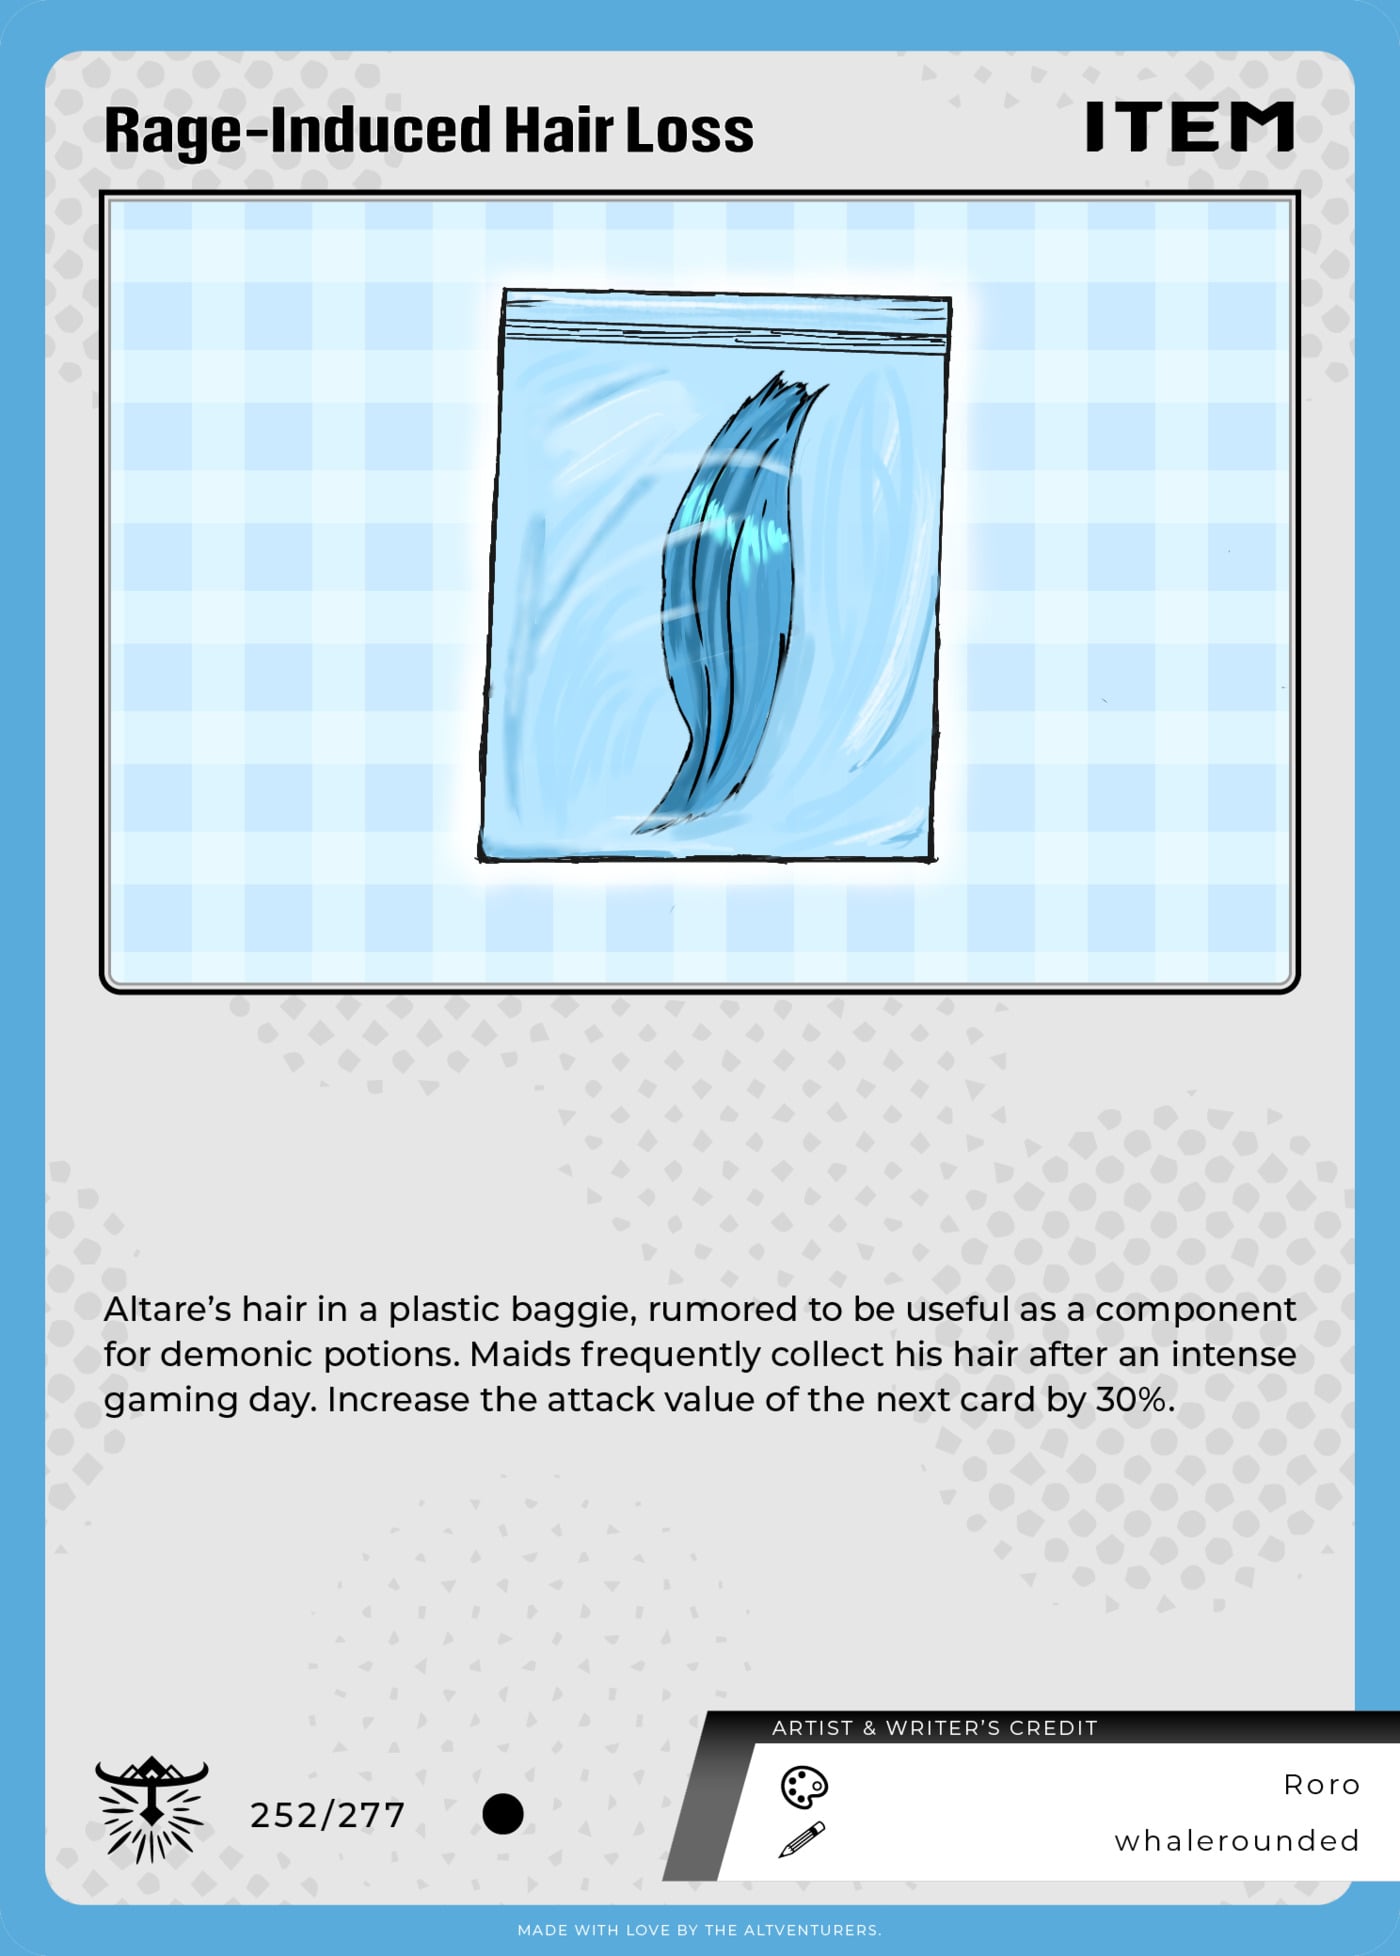 Rage-Induced Hair Loss
ITEM
Altare’s hair in a plastic baggie, rumored to be useful as a component
for demonic potions. Maids frequently collect his hair after an intense
gaming day. Increase the attack value of the next card by 30%.
ARTIST & WRITER’S CREDIT
Roro
252/277
whalerounded
MADE WITH LOVE BY THE ALTVENTURERS.